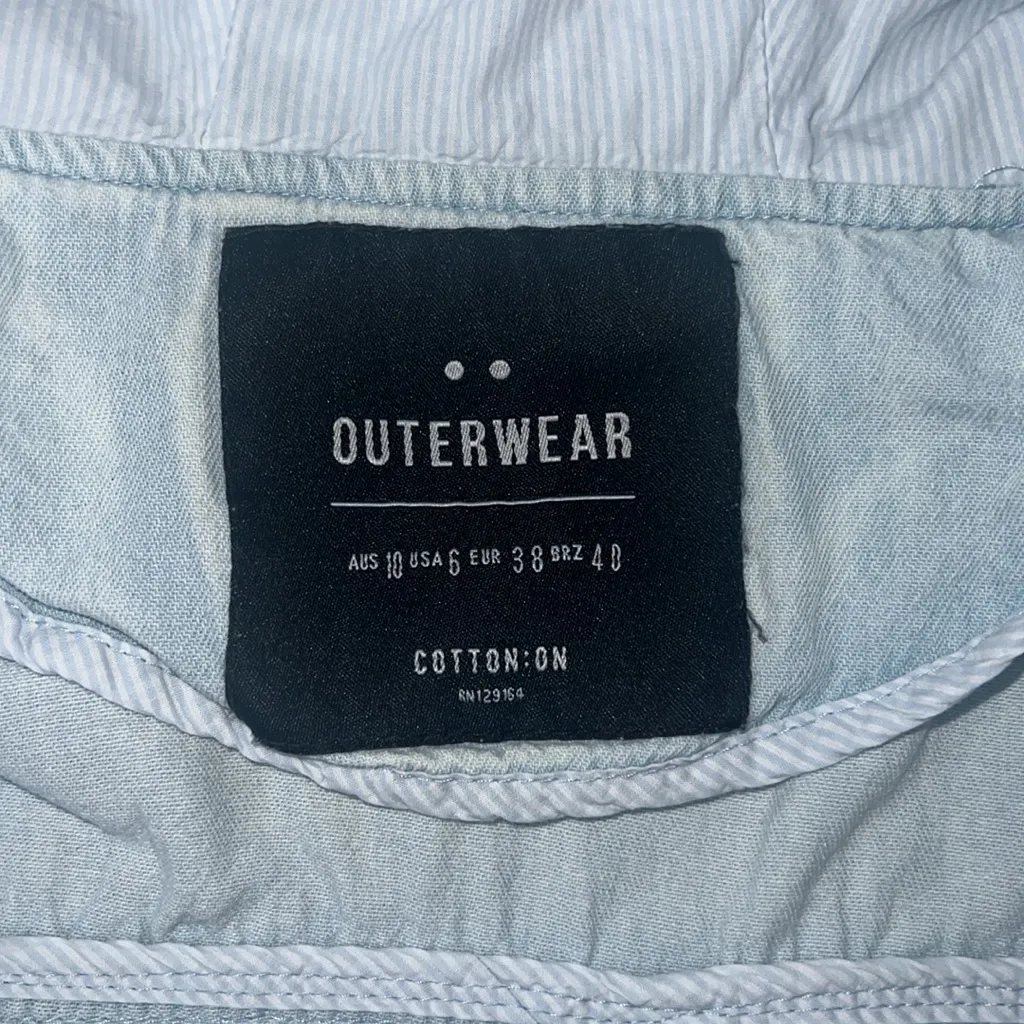 OUTERWEAR
AUS 10 USA 6 EUR 38 BRZ 40
COTTON:ON
RN129164